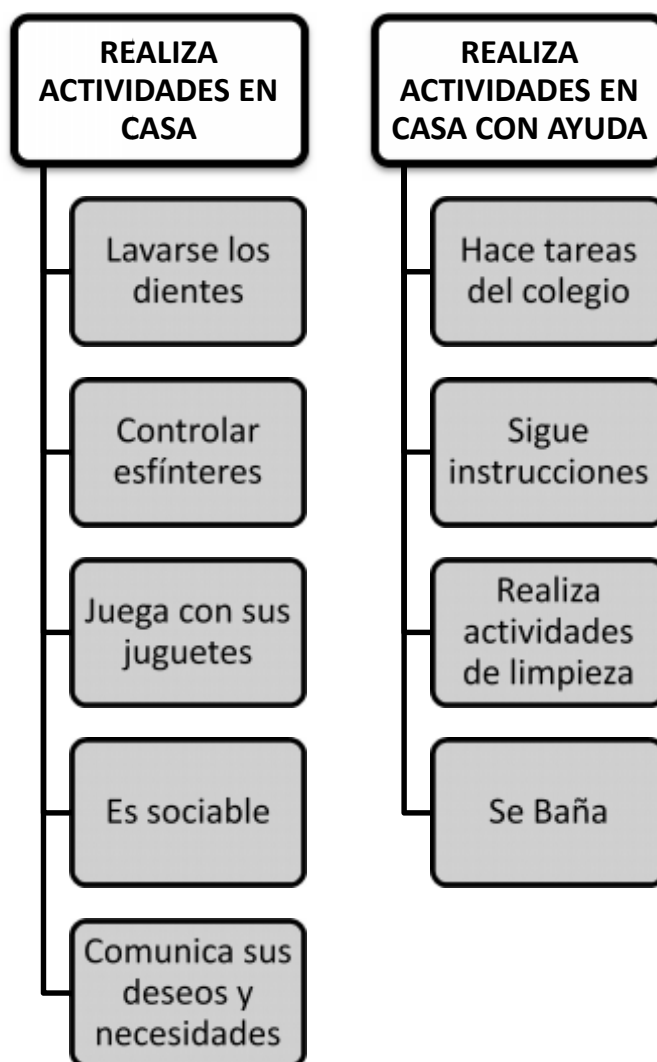 REALIZA
ACTIVIDADES EN
CASA
Lavarse los
dientes
Controlar
esfínteres
Juega con sus
juguetes
Es sociable
Comunica sus
deseos y
necesidades
REALIZA
ACTIVIDADES EN
CASA CON AYUDA
Hace tareas
del colegio
Sigue
instrucciones
Realiza
actividades
de limpieza
Se Baña